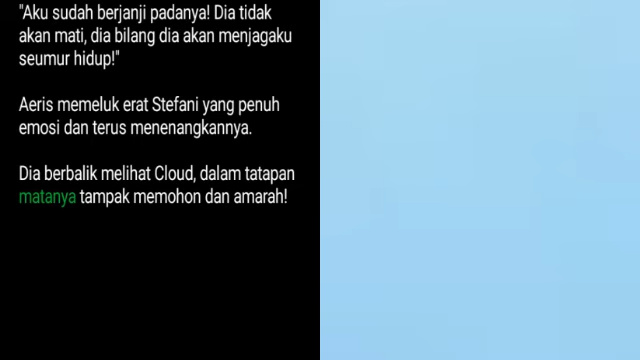 "Aku sudah berjanji padanya! Dia tidak
akan mati, dia bilang dia akan menjagaku
seumur hidup!"
Aeris memeluk erat Stefani yang penuh
emosi dan terus menenangkannya.
Dia berbalik melihat Cloud, dalam tatapan
matanya tampak memohon dan amarah!